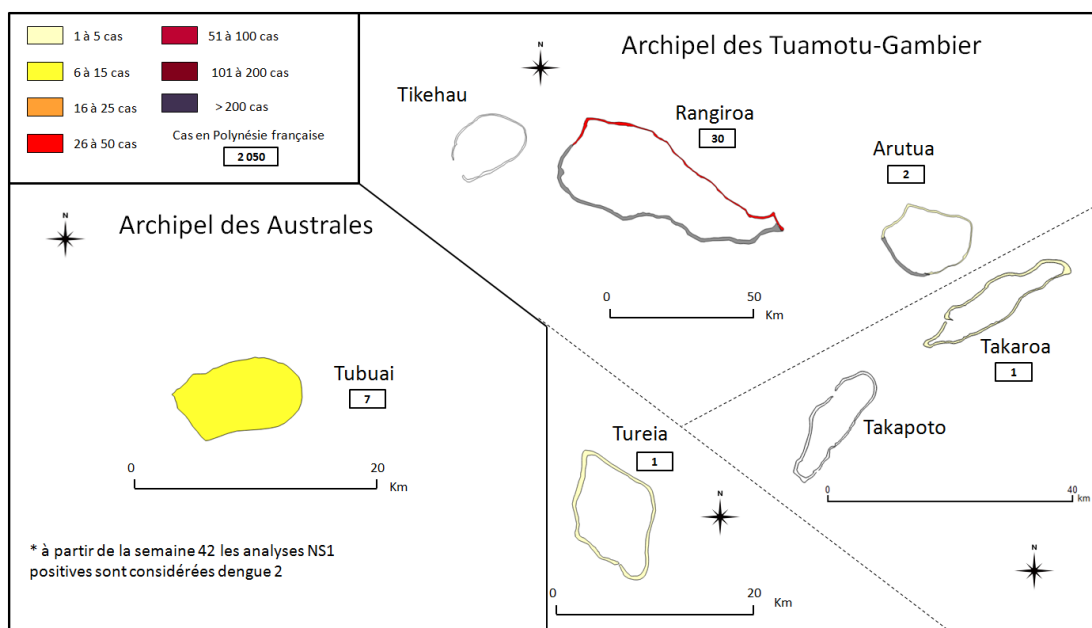 1 à 5 cas
6 à 15 cas
16 à 25 cas
26 à 50 cas
51 à 100 cas
101 à 200 cas
> 200 cas
Cas en Polynésie française
2 050
Archipel des Tuamotu-Gambier
N
Tikehau
Rangiroa
30
Arutua
2
0 50
Km
Takaroa
1
Takapoto
0 40
km
N
Archipel des Australes
N
Tubuai
7
0 20
Km
Tureia
1
N
0 20
Km
* à partir de la semaine 42 les analyses NS1
positives sont considérées dengue 2